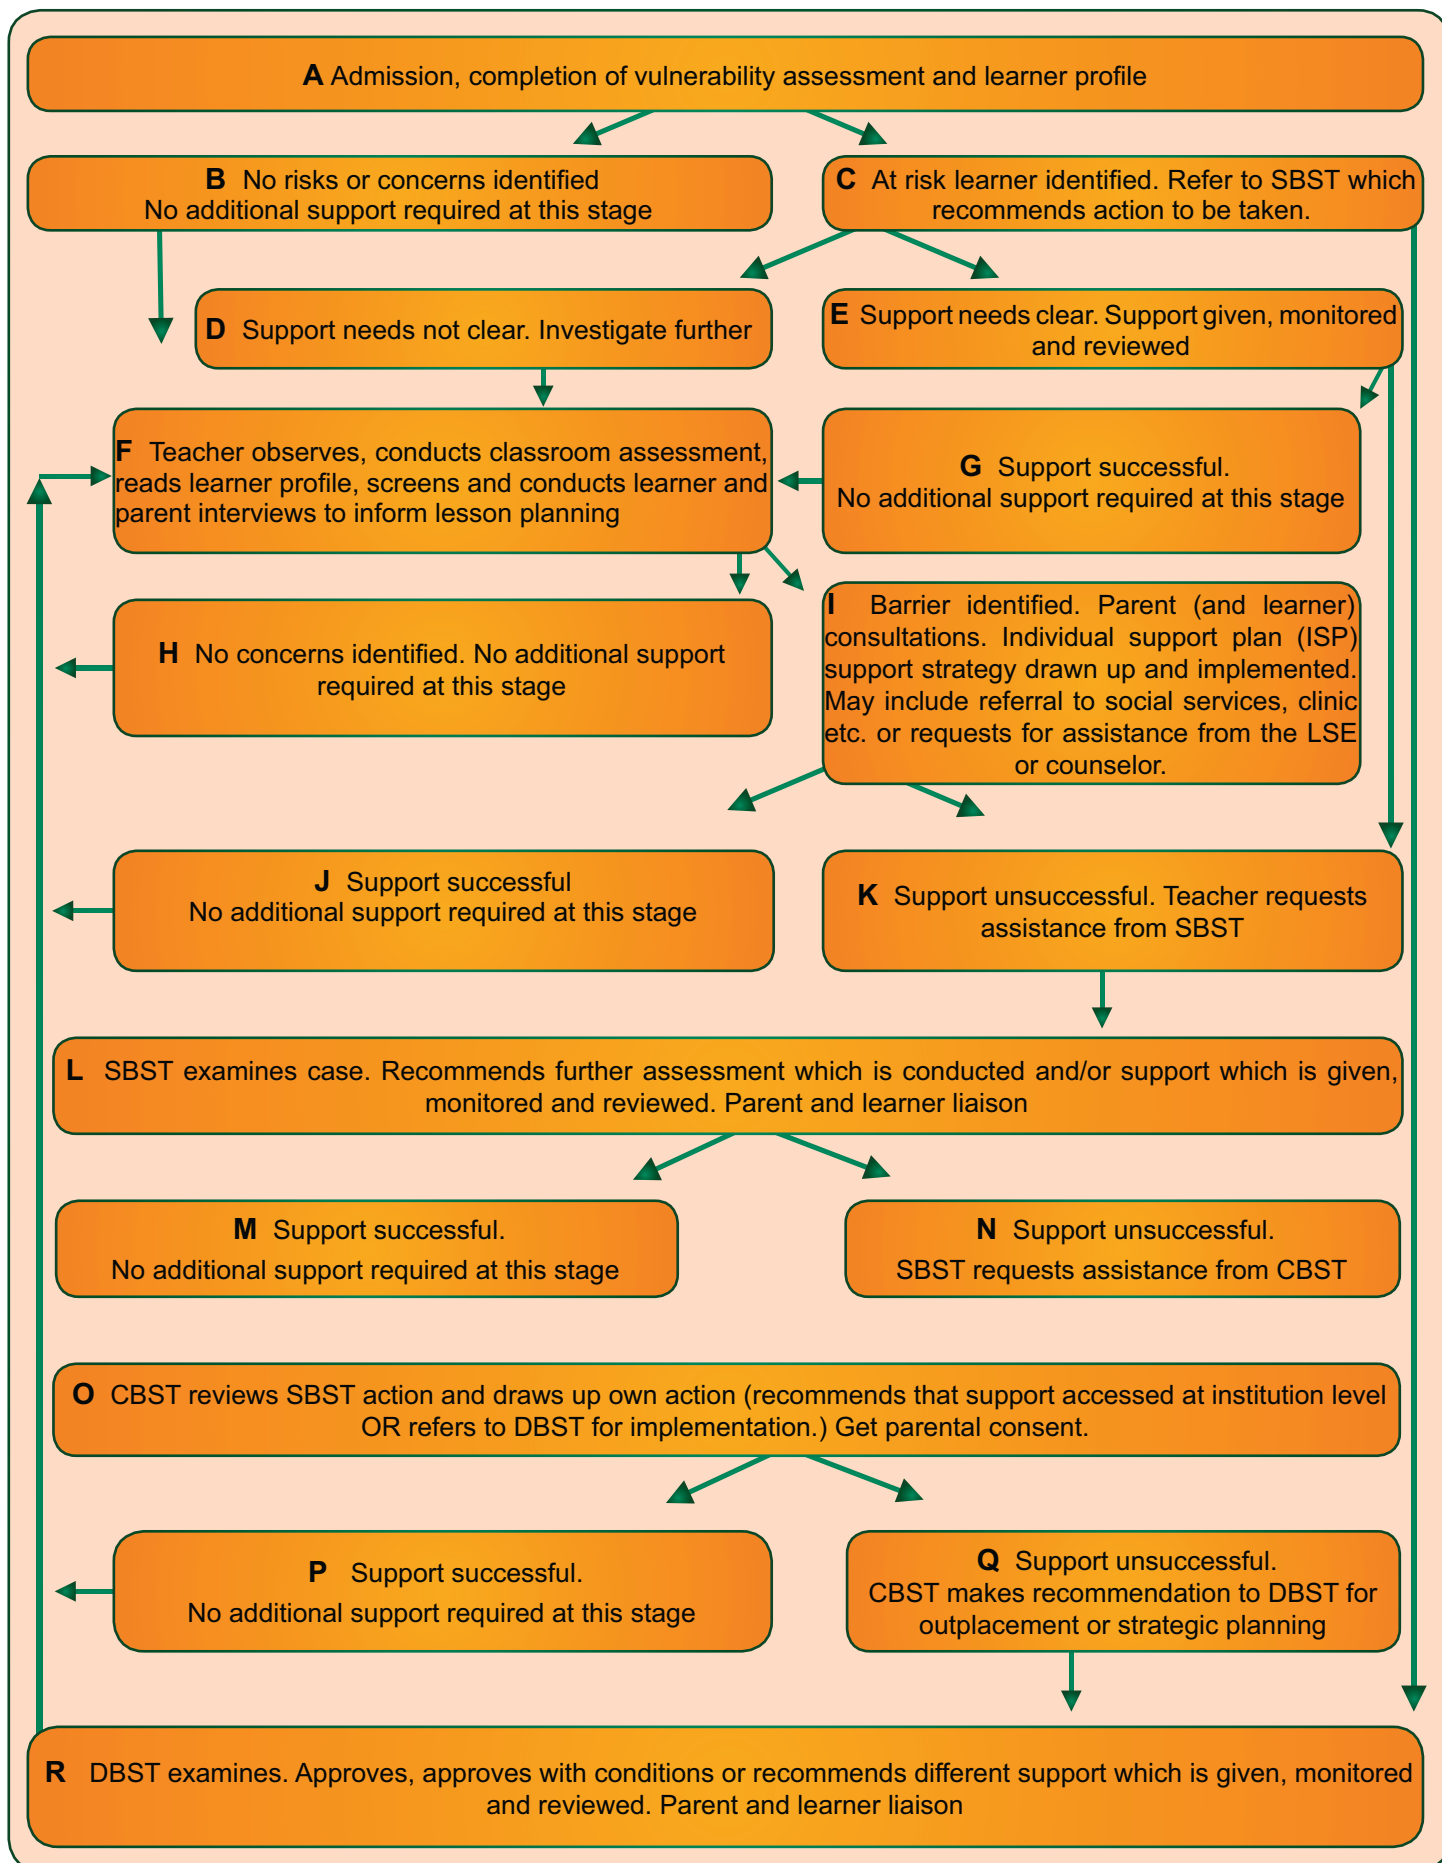 A Admission, completion of vulnerability assessment and learner profile
B No risks or concerns identified
No additional support required at this stage
C At risk learner identified. Refer to SBST which
recommends action to be taken.
D Support needs not clear. Investigate further
E Support needs clear. Support given, monitored
and reviewed
F Teacher observes, conducts classroom assessment,
reads learner profile, screens and conducts learner and
parent interviews to inform lesson planning
G Support successful.
No additional support required at this stage
H No concerns identified. No additional support
required at this stage
I Barrier identified. Parent (and learner)
consultations. Individual support plan (ISP)
support strategy drawn up and implemented.
May include referral to social services, clinic
etc. or requests for assistance from the LSE
or counselor.
J Support successful
No additional support required at this stage
K Support unsuccessful. Teacher requests
assistance from SBST
L SBST examines case. Recommends further assessment which is conducted and/or support which is given,
monitored and reviewed. Parent and learner liaison
M Support successful.
No additional support required at this stage
N Support unsuccessful.
SBST requests assistance from CBST
O CBST reviews SBST action and draws up own action (recommends that support accessed at institution level
OR refers to DBST for implementation.) Get parental consent.
P Support successful.
No additional support required at this stage
Q Support unsuccessful.
CBST makes recommendation to DBST for
outplacement or strategic planning
R DBST examines. Approves, approves with conditions or recommends different support which is given, monitored
and reviewed. Parent and learner liaison